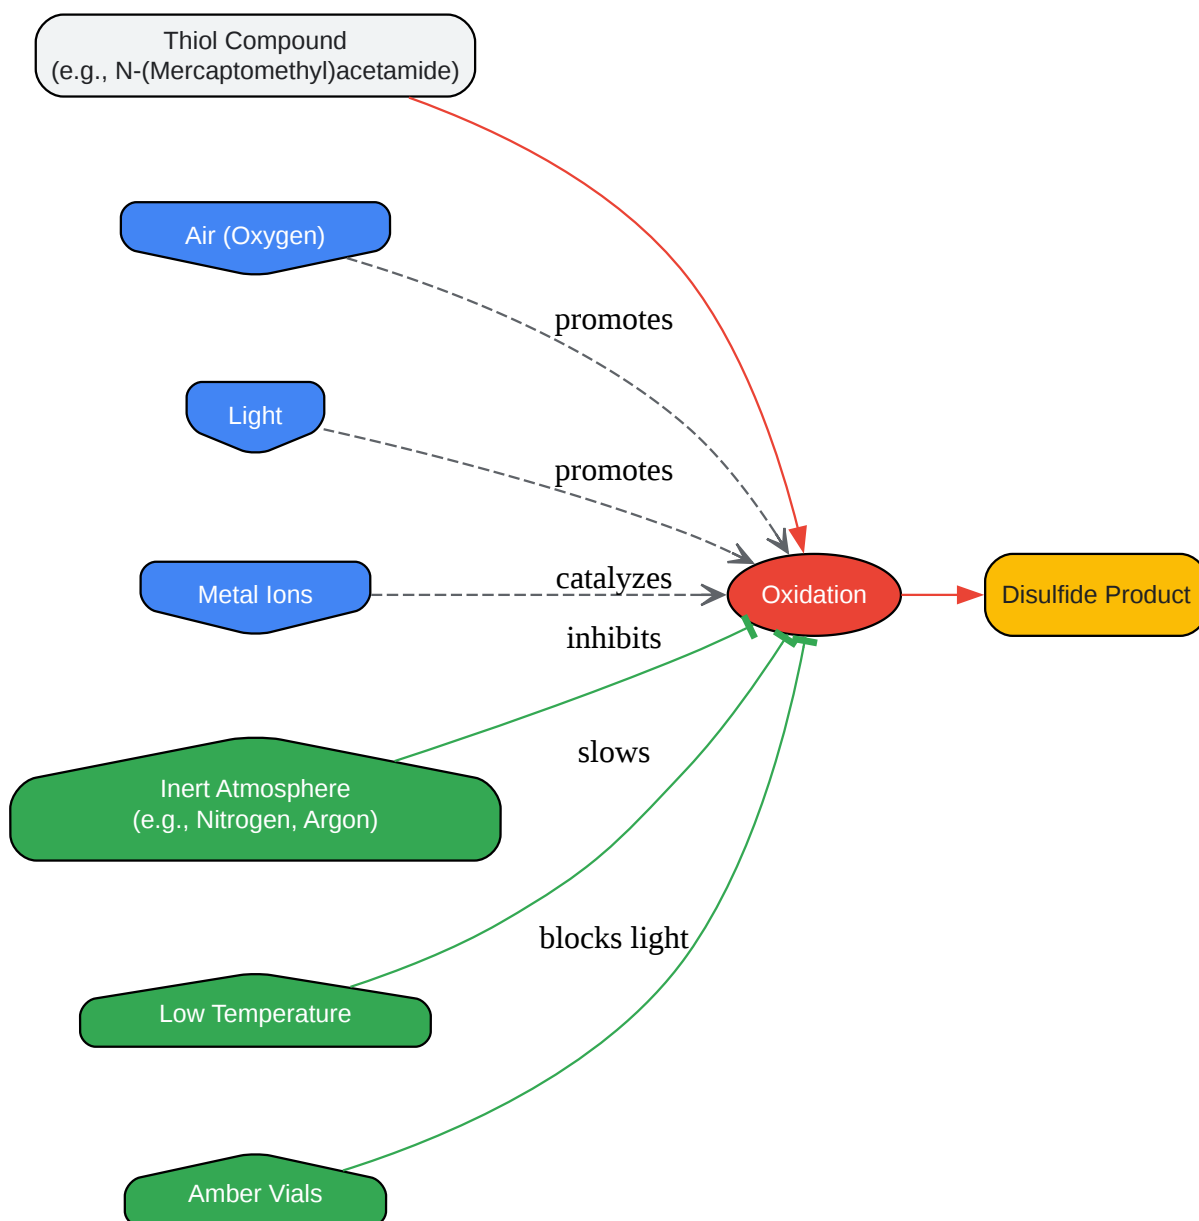 Thiol Compound
(e.g., N-(Mercaptomethyl)acetamide)
Air (Oxygen)
promotes
Light
promotes
Metal Ions
catalyzes
Oxidation
Disulfide Product
inhibits
Inert Atmosphere
(e.g., Nitrogen, Argon)
slows
blocks light
Low Temperature
Amber Vials